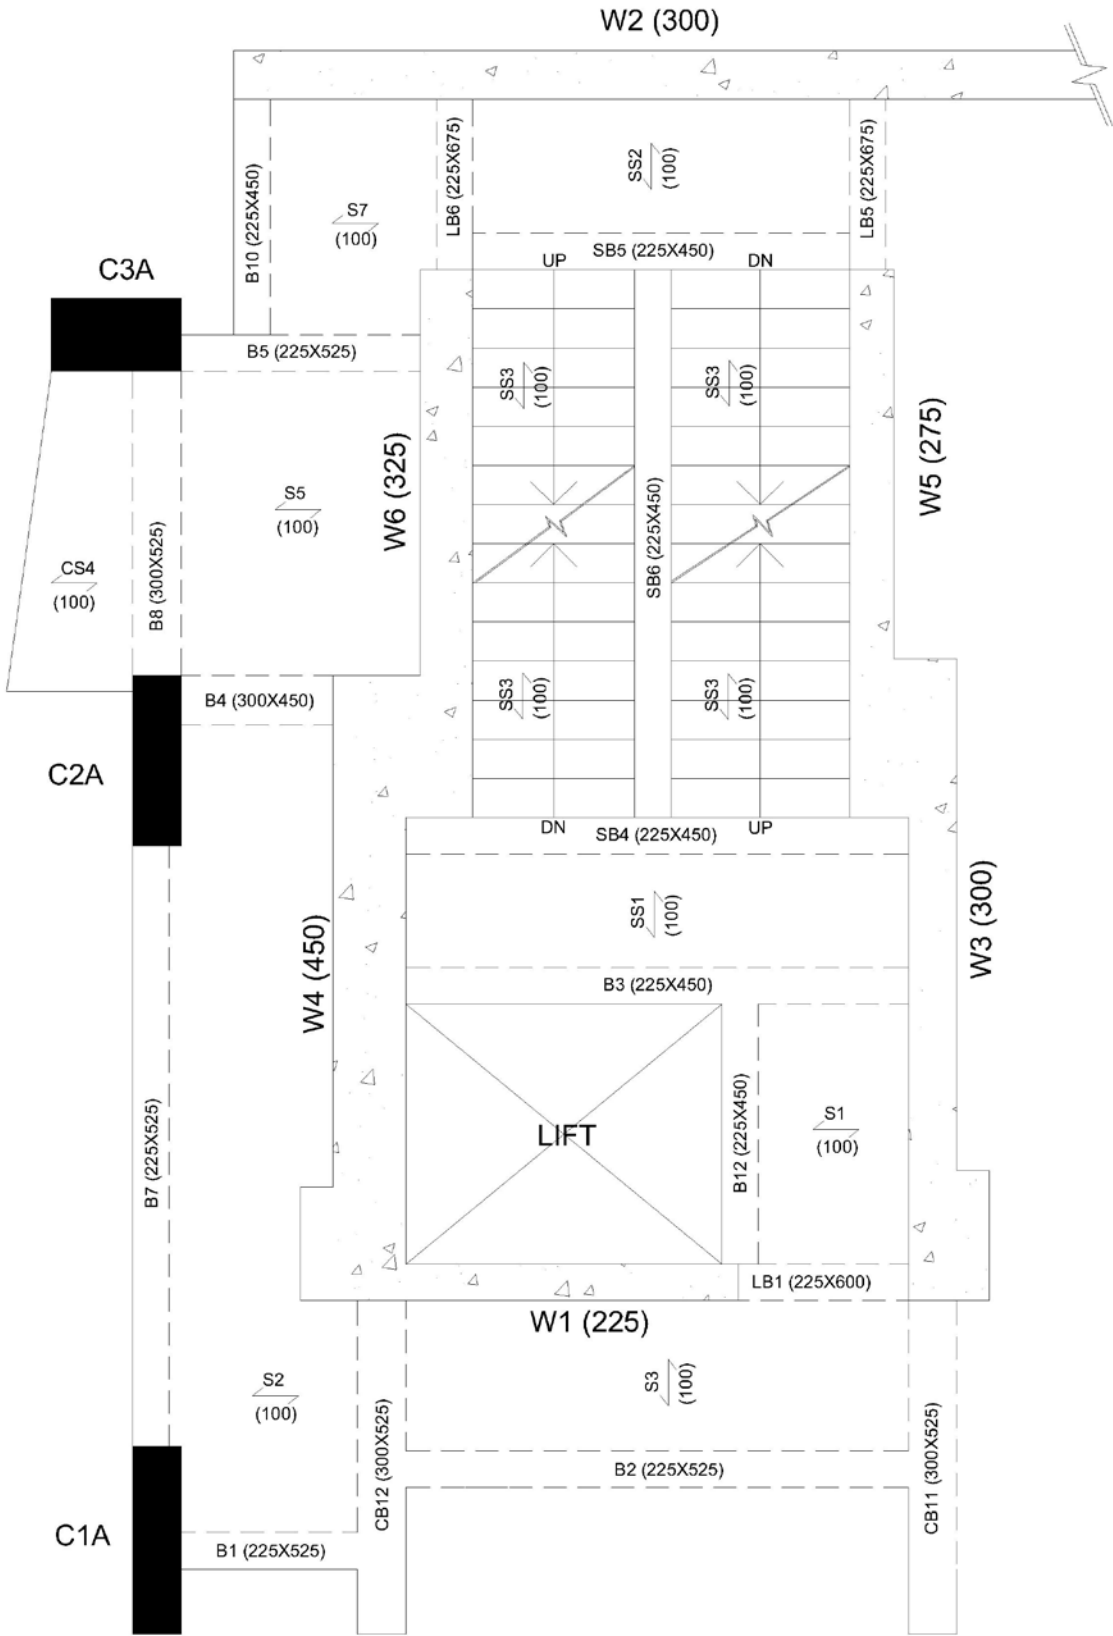 W2 (300)
B10 (225X450)
S7
(100)
LB6 (225X675)
SS2
(100)
LB5 (225X675)
SB5 (225X450)
UP
DN
C3A
B5 (225X525)
SS3
(100)
SS3
(100)
W6 (325)
W5 (275)
S5
(100)
CS4
(100)
B8 (300X525)
SB6 (225X450)
B4 (300X450)
SS3
(100)
SS3
(100)
C2A
DN
SB4 (225X450)
UP
SS1
(100)
W4 (450)
W3 (300)
B3 (225X450)
B7 (225X525)
LIFT
B12 (225X450)
S1
(100)
LB1 (225X600)
W1 (225)
S2
(100)
S3
(100)
CB12 (300X525)
B2 (225X525)
CB11 (300X525)
C1A
B1 (225X525)